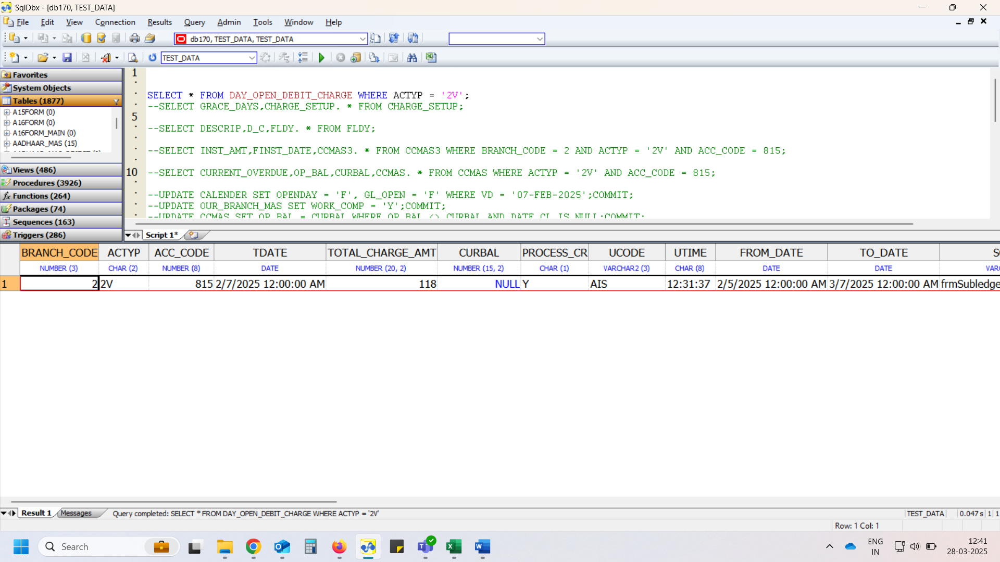 SqlDbx - [db170, TEST_DATA]
File Edit View Connection Results Query Admin Tools Window Help
db170, TEST_DATA, TEST_DATA
TEST_DATA
Favorites
System Objects
Tables (1877)
A15FORM (0)
A16FORM (0)
A16FORM_MAIN (0)
AADHAAR_MAS (15)
Views (486)
Procedures (3926)
Functions (264)
Packages (74)
Sequences (163)
Triggers (286)
1
SELECT * FROM DAY_OPEN_DEBIT_CHARGE WHERE ACTYP = '2V';
--SELECT GRACE_DAYS,CHARGE_SETUP. * FROM CHARGE_SETUP;
5
--SELECT DESCRIP,D_C,FLDY. * FROM FLDY;
--SELECT INST_AMT,FINST_DATE,CCMAS3. * FROM CCMAS3 WHERE BRANCH_CODE = 2 AND ACTYP = '2V' AND ACC_CODE = 815;
10 --SELECT CURRENT_OVERDUE,OP_BAL,CURBAL,CCMAS. * FROM CCMAS WHERE ACTYP = '2V' AND ACC_CODE = 815;
--UPDATE CALENDER SET OPENDAY = 'F', GL_OPEN = 'F' WHERE VD = '07-FEB-2025';COMMIT;
--UPDATE OUR_BRANCH_MAS SET WORK_COMP = 'Y';COMMIT;
--UPDATE CCMAS SET OP_BAL = CURBAL WHERE OP_BAL <> CURBAL AND DATE_CL IS NULL;COMMIT;
Script 1*
BRANCH_CODE ACTYP ACC_CODE TDATE TOTAL_CHARGE_AMT CURBAL PROCESS_CR UCODE UTIME FROM_DATE TO_DATE
NUMBER (3) CHAR (2) NUMBER (8) DATE NUMBER (20, 2) NUMBER (15, 2) CHAR (1) VARCHAR2 (3) CHAR (8) DATE DATE
1 2 2V 815 2/7/2025 12:00:00 AM 118 NULL Y AIS 12:31:37 2/5/2025 12:00:00 AM 3/7/2025 12:00:00 AM frmSubledge
Result 1 Messages Query completed: SELECT * FROM DAY_OPEN_DEBIT_CHARGE WHERE ACTYP = '2V' TEST_DATA 0.047 s 1 1
Row: 1 Col: 1
Search
ENG
IN
12:41
28-03-2025